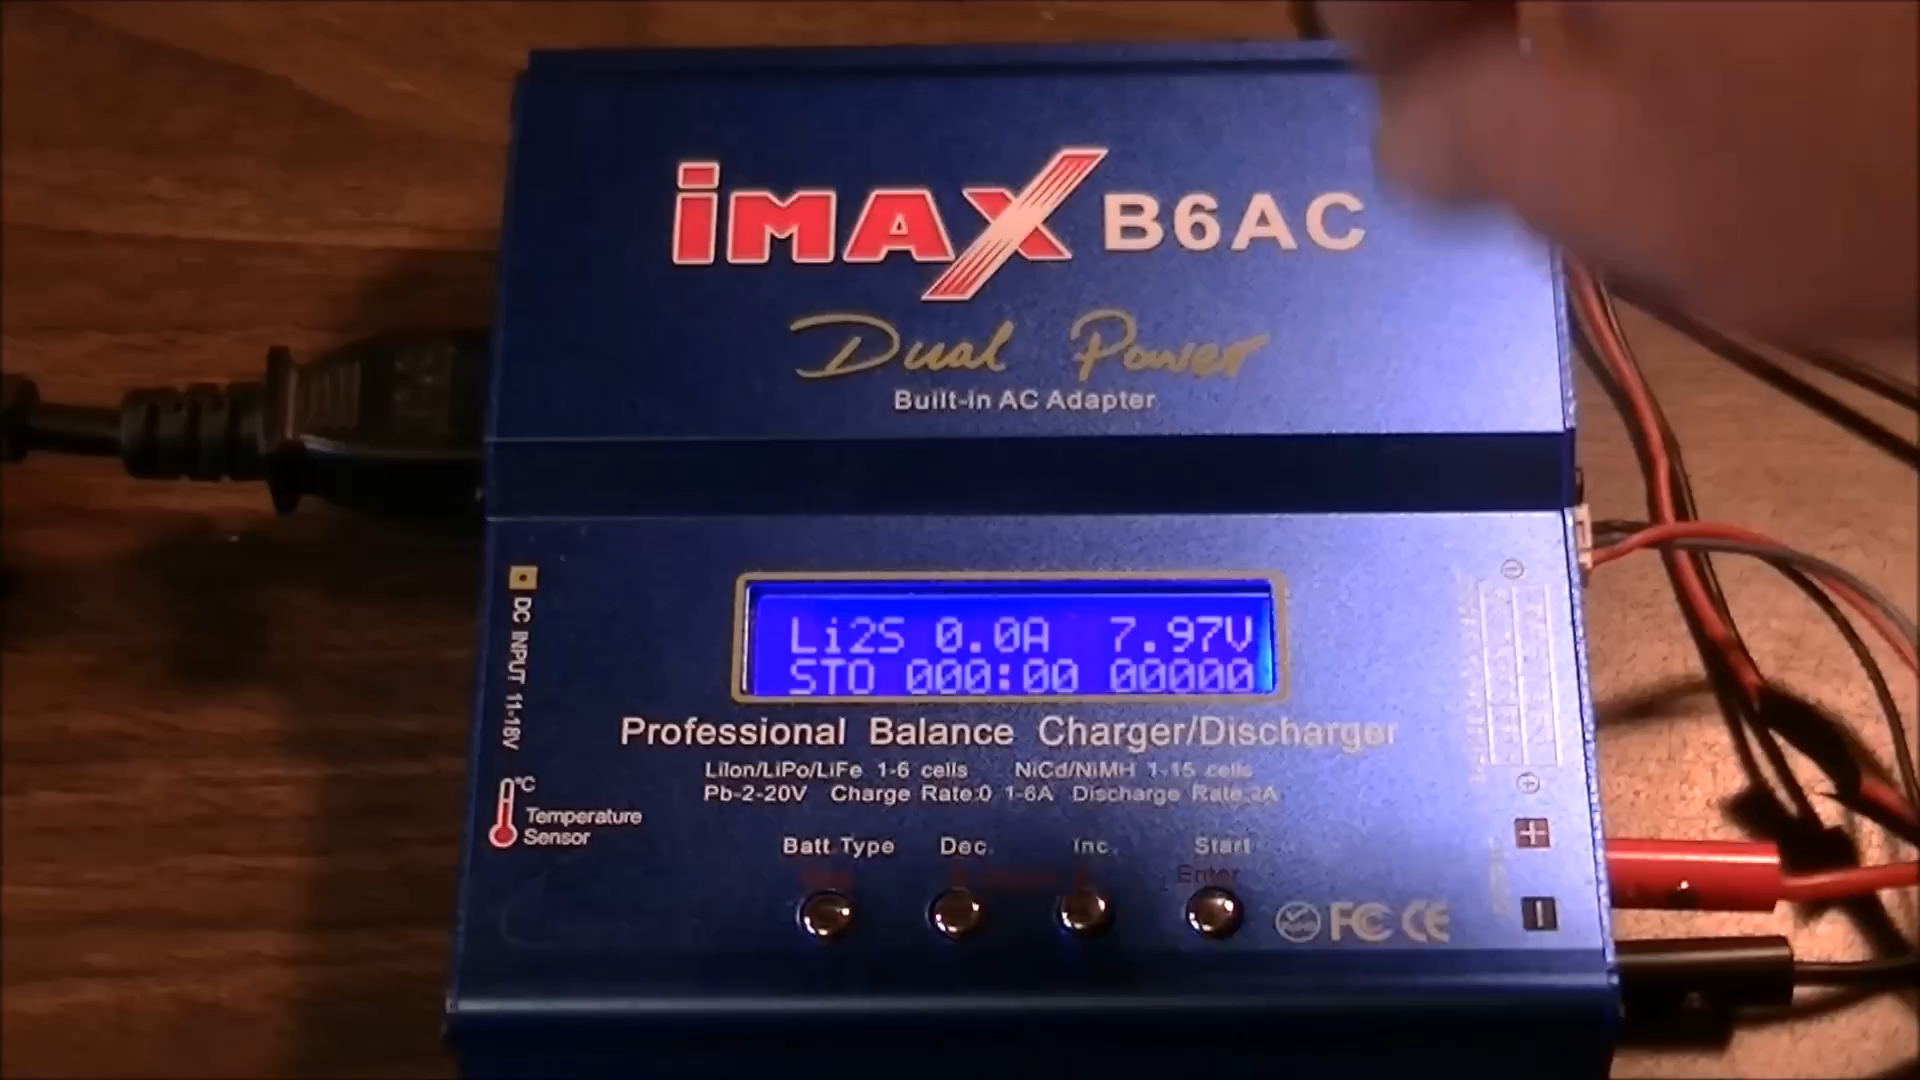 iMAX B6AC
Dual Power
Built-in AC Adapter
DC INPUT 11-18V
Li2S 0.0A 7.97V
STO 000:00 00000
Professional Balance Charger/Discharger
LiIon/LiPo/LiFe 1-6 cells NiCd/NiMH 1-15 cells
Pb-2-20V Charge Rate:0 1-6A Discharge Rate:2A
°C
Temperature
Sensor
Batt.Type Dec. Inc. Start
Enter
FC CE